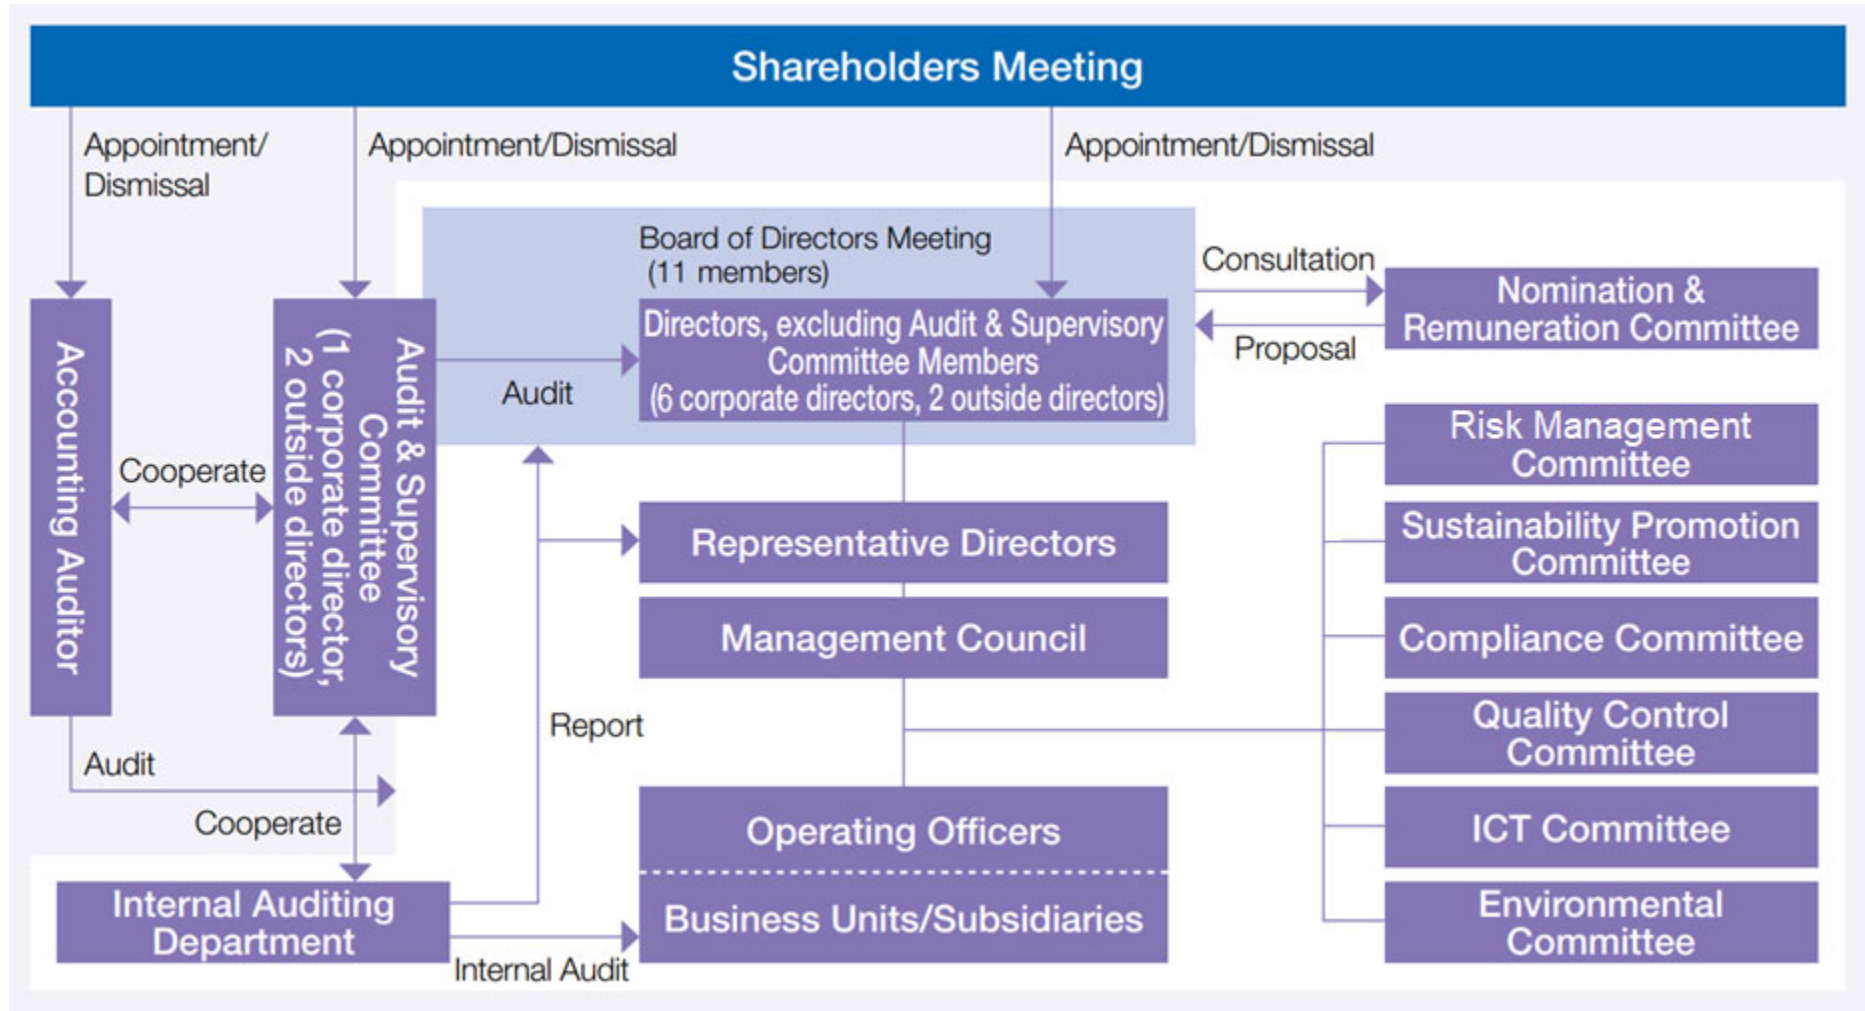 Shareholders Meeting
Appointment/
Dismissal
Appointment/Dismissal
Appointment/Dismissal
Board of Directors Meeting
(11 members)
Consultation
Proposal
Nomination &
Remuneration Committee
Directors, excluding Audit & Supervisory
Committee Members
(6 corporate directors, 2 outside directors)
Audit
Accounting Auditor
Cooperate
Audit & Supervisory
Committee
(1 corporate director,
2 outside directors)
Risk Management
Committee
Representative Directors
Sustainability Promotion
Committee
Management Council
Compliance Committee
Report
Quality Control
Committee
Audit
Cooperate
Operating Officers
ICT Committee
Internal Auditing
Department
Internal Audit
Business Units/Subsidiaries
Environmental
Committee